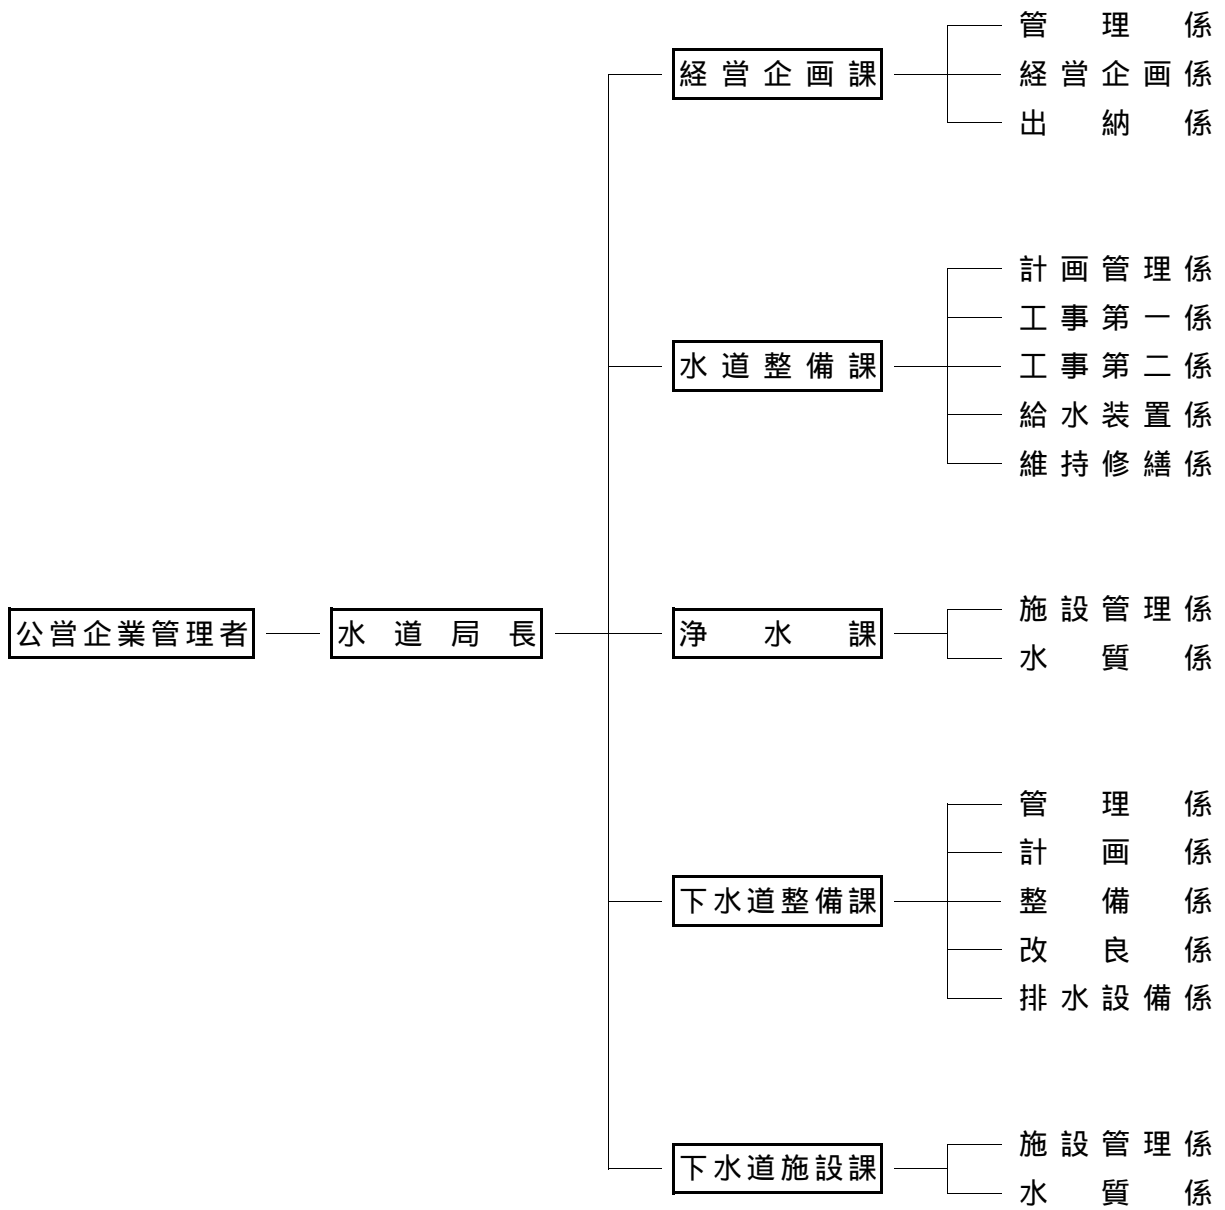 管理係
経営企画課
経営企画係
出納係
計画管理係
工事第一係
水道整備課
工事第二係
給水装置係
維持修繕係
公営企業管理者
水道局長
浄水課
施設管理係
水質係
管理係
計画係
下水道整備課
整備係
改良係
排水設備係
下水道施設課
施設管理係
水質係